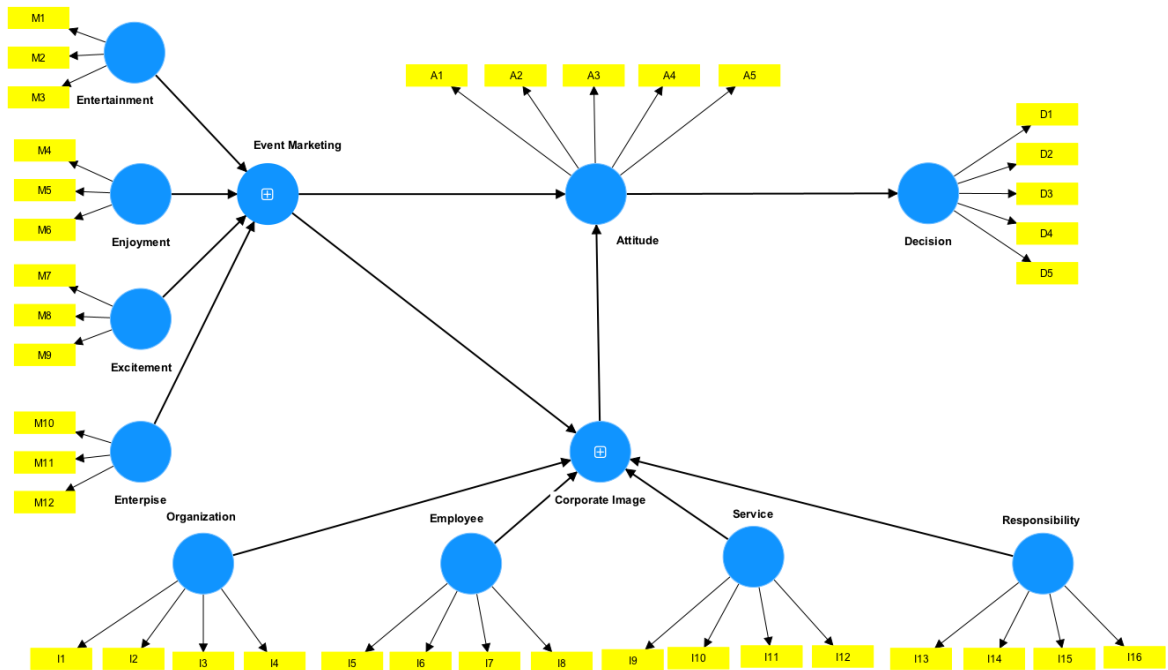 M1
M2
M3
Entertainment
M4
M5
M6
Enjoyment
M7
M8
M9
Excitement
M10
M11
M12
Enterpise
Event Marketing
A1
A2
A3
A4
A5
Attitude
D1
D2
D3
D4
D5
Decision
Corporate Image
Organization
Employee
Service
Responsibility
I1
I2
I3
I4
I5
I6
I7
I8
I9
I10
I11
I12
I13
I14
I15
I16